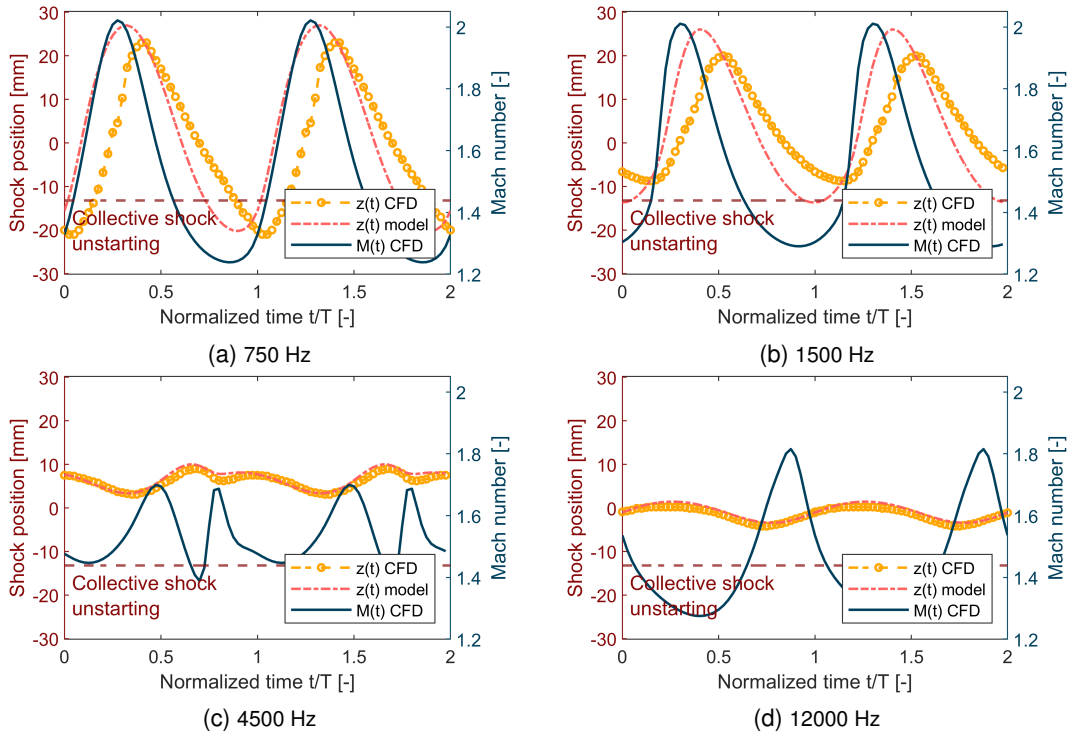 30
20
10
0
-10
-20
-30
Shock position [mm]
2
1.8
1.6
1.4
1.2
Mach number [-]
Collective shock
unstarting
z(t) CFD
z(t) model
M(t) CFD
0 0.5 1 1.5 2
Normalized time t/T [-]
(a) 750 Hz
30
20
10
0
-10
-20
-30
Shock position [mm]
2
1.8
1.6
1.4
1.2
Mach number [-]
Collective shock
unstarting
z(t) CFD
z(t) model
M(t) CFD
0 0.5 1 1.5 2
Normalized time t/T [-]
(b) 1500 Hz
30
20
10
0
-10
-20
-30
Shock position [mm]
2
1.8
1.6
1.4
1.2
Mach number [-]
Collective shock
unstarting
z(t) CFD
z(t) model
M(t) CFD
0 0.5 1 1.5 2
Normalized time t/T [-]
(c) 4500 Hz
30
20
10
0
-10
-20
-30
Shock position [mm]
2
1.8
1.6
1.4
1.2
Mach number [-]
Collective shock
unstarting
z(t) CFD
z(t) model
M(t) CFD
0 0.5 1 1.5 2
Normalized time t/T [-]
(d) 12000 Hz